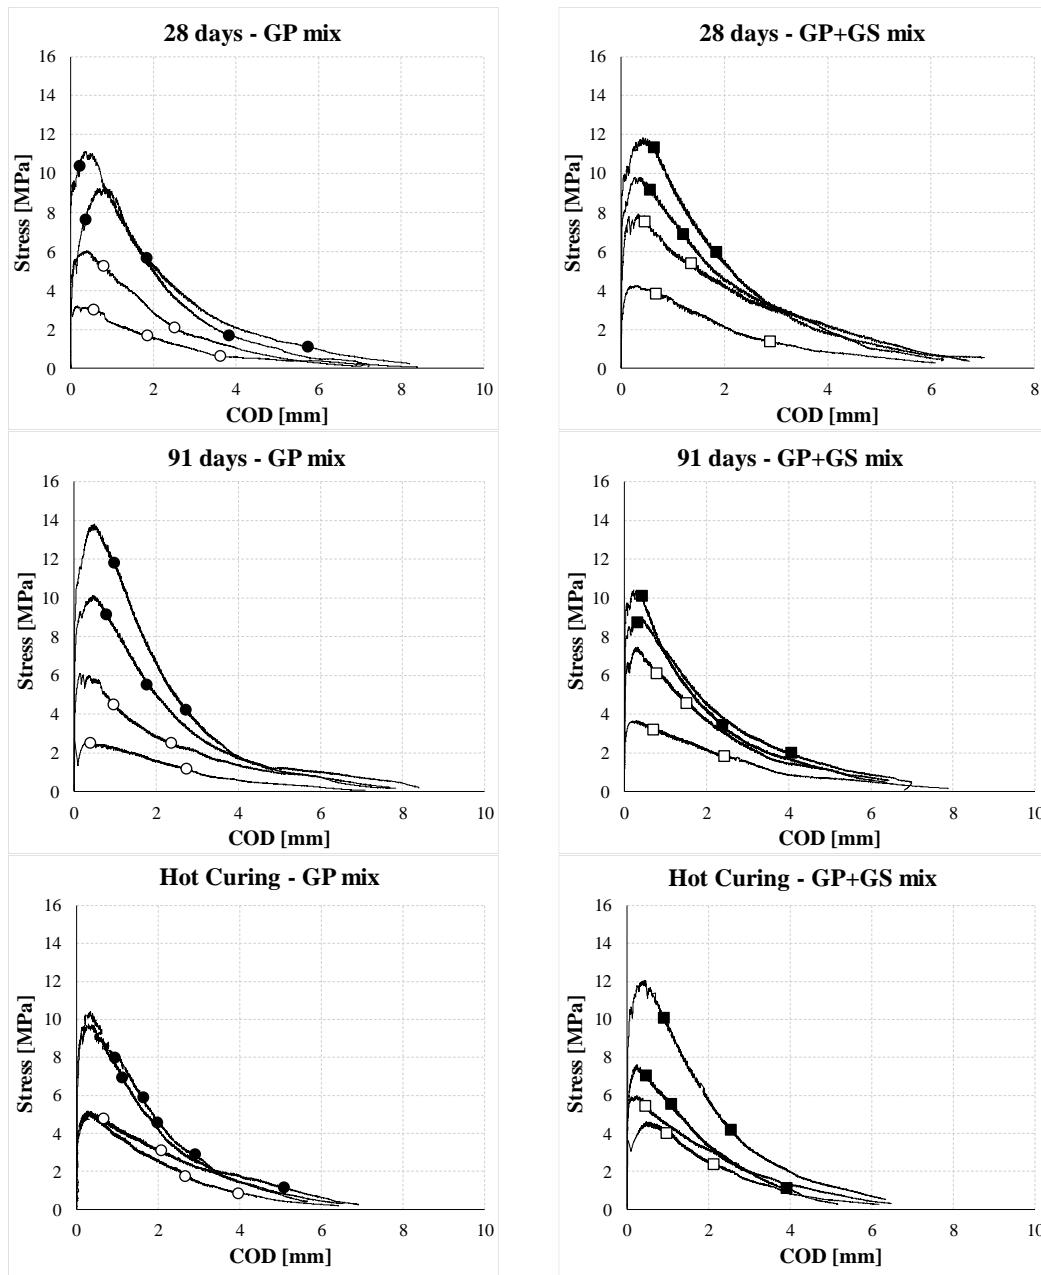 28 days - GP mix
16
14
12
10
8
6
4
2
0
Stress [MPa]
0 2 4 6 8 10
COD [mm]
28 days - GP+GS mix
16
14
12
10
8
6
4
2
0
Stress [MPa]
0 2 4 6 8
COD [mm]
91 days - GP mix
16
14
12
10
8
6
4
2
0
Stress [MPa]
0 2 4 6 8 10
COD [mm]
91 days - GP+GS mix
16
14
12
10
8
6
4
2
0
Stress [MPa]
0 2 4 6 8 10
COD [mm]
Hot Curing - GP mix
16
14
12
10
8
6
4
2
0
Stress [MPa]
0 2 4 6 8 10
COD [mm]
Hot Curing - GP+GS mix
16
14
12
10
8
6
4
2
0
Stress [MPa]
0 2 4 6 8 10
COD [mm]